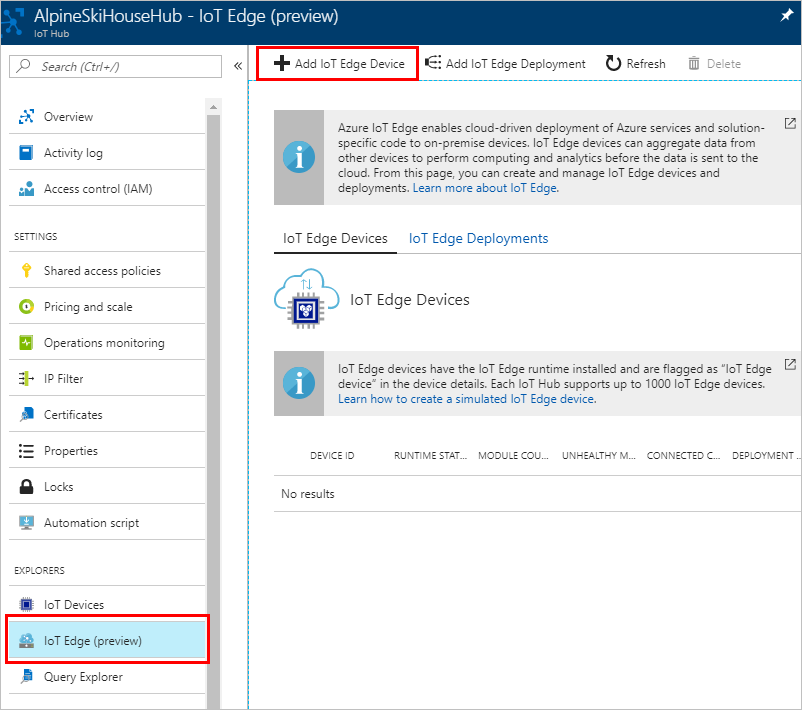 AlpineSkiHouseHub - IoT Edge (preview)
IoT Hub
Search (Ctrl+/)
Overview
Activity log
Access control (IAM)
SETTINGS
Shared access policies
Pricing and scale
Operations monitoring
IP Filter
Certificates
Properties
Locks
Automation script
EXPLORERS
IoT Devices
IoT Edge (preview)
Query Explorer
Add IoT Edge Device
Add IoT Edge Deployment
Refresh
Delete
Azure IoT Edge enables cloud-driven deployment of Azure services and solution-
specific code to on-premise devices. IoT Edge devices can aggregate data from
other devices to perform computing and analytics before the data is sent to the
cloud. From this page, you can create and manage IoT Edge devices and
deployments. Learn more about IoT Edge.
IoT Edge Devices
IoT Edge Deployments
IoT Edge Devices
IoT Edge devices have the IoT Edge runtime installed and are flagged as “IoT Edge
device” in the device details. Each IoT Hub supports up to 1000 IoT Edge devices.
Learn how to create a simulated IoT Edge device.
DEVICE ID
RUNTIME STAT...
MODULE COU...
UNHEALTHY M...
CONNECTED C...
DEPLOYMENT ...
No results